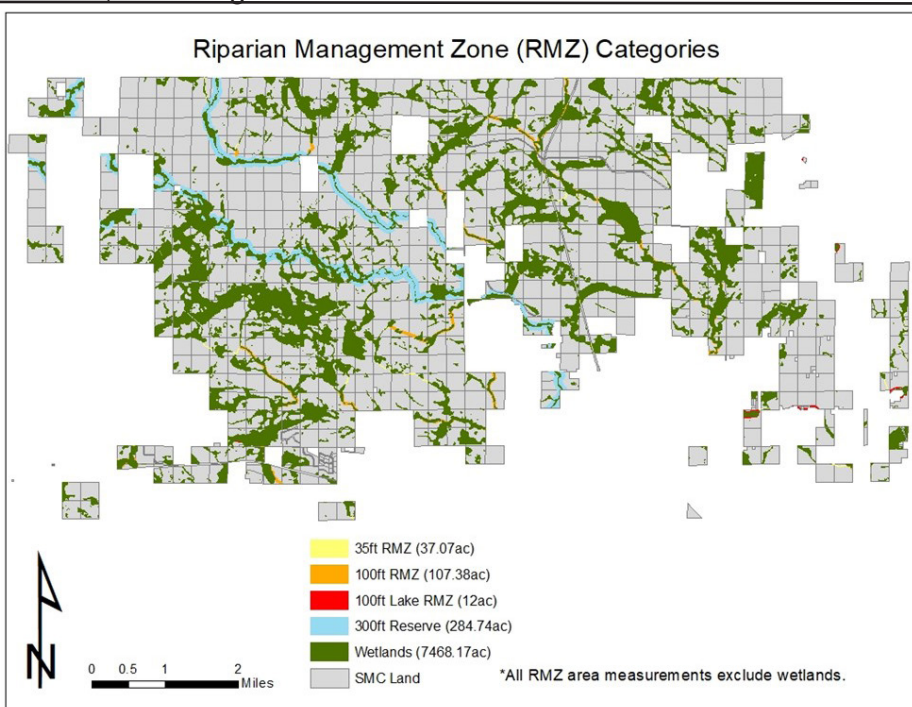 Riparian Management Zone (RMZ) Categories
35ft RMZ (37.07ac)
100ft RMZ (107.38ac)
100ft Lake RMZ (12ac)
300ft Reserve (284.74ac)
Wetlands (7468.17ac)
SMC Land
N
0 0.5 1 2
Miles
*All RMZ area measurements exclude wetlands.